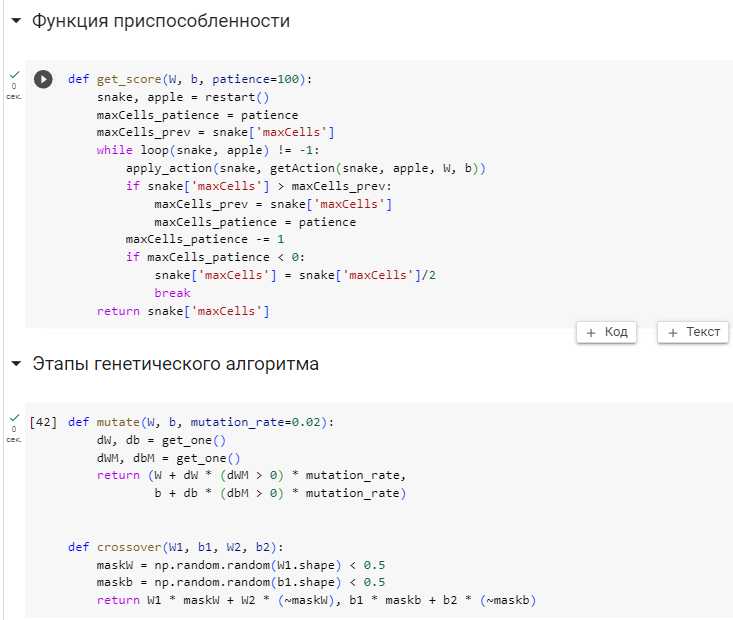 Функция приспособленности
0
сек.
def get_score(W, b, patience=100):
    snake, apple = restart()
    maxCells_patience = patience
    maxCells_prev = snake['maxCells']
    while loop(snake, apple) != -1:
        apply_action(snake, getAction(snake, apple, W, b))
        if snake['maxCells'] > maxCells_prev:
            maxCells_prev = snake['maxCells']
            maxCells_patience = patience
        maxCells_patience -= 1
        if maxCells_patience < 0:
            snake['maxCells'] = snake['maxCells']/2
            break
    return snake['maxCells']
+ Код + Текст
Этапы генетического алгоритма
0
сек.
[42] def mutate(W, b, mutation_rate=0.02):
    dW, db = get_one()
    dWM, dbM = get_one()
    return (W + dW * (dWM > 0) * mutation_rate,
            b + db * (dbM > 0) * mutation_rate)
def crossover(W1, b1, W2, b2):
    maskW = np.random.random(W1.shape) < 0.5
    maskb = np.random.random(b1.shape) < 0.5
    return W1 * maskW + W2 * (~maskW), b1 * maskb + b2 * (~maskb)